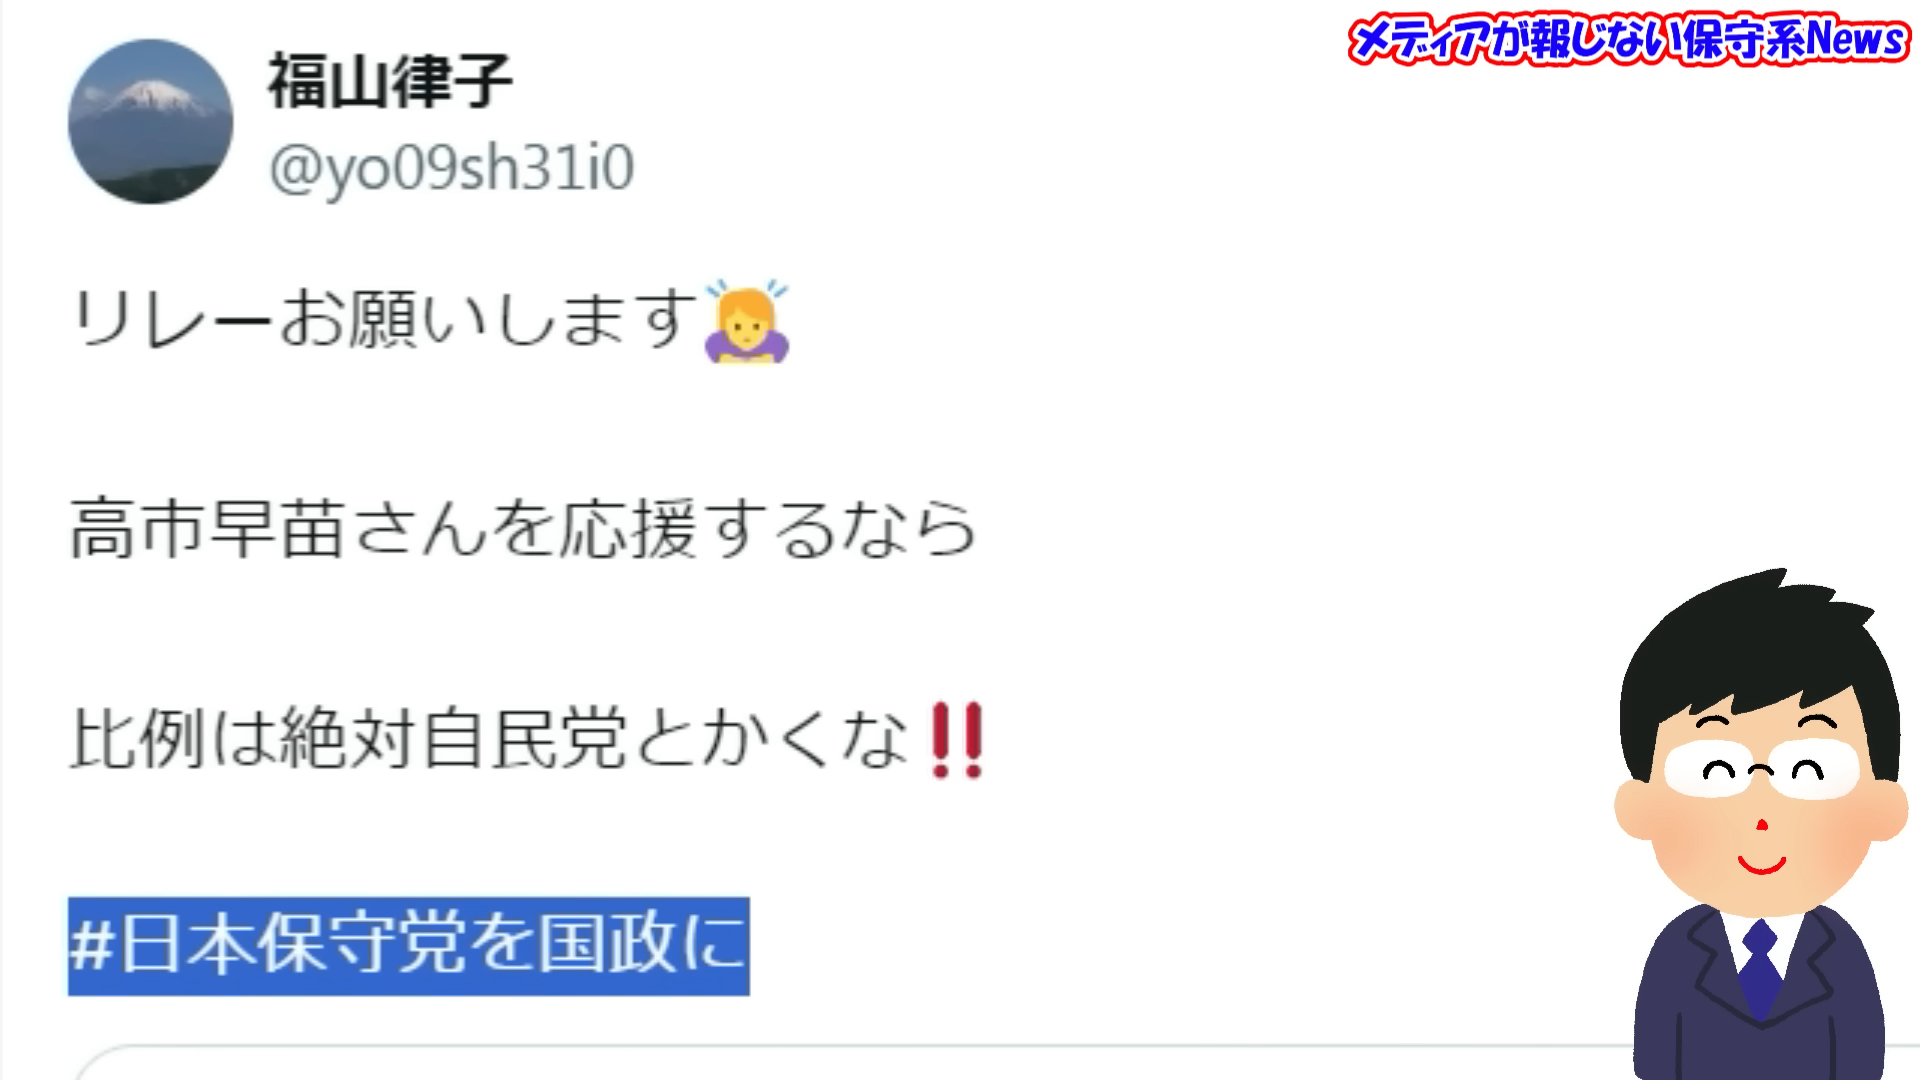 メディアが報じない保守系News
福山律子
@yo09sh31i0
リレーお願いします🙇‍♀️
高市早苗さんを応援するなら
比例は絶対自民党とかくな‼️
#日本保守党を国政に